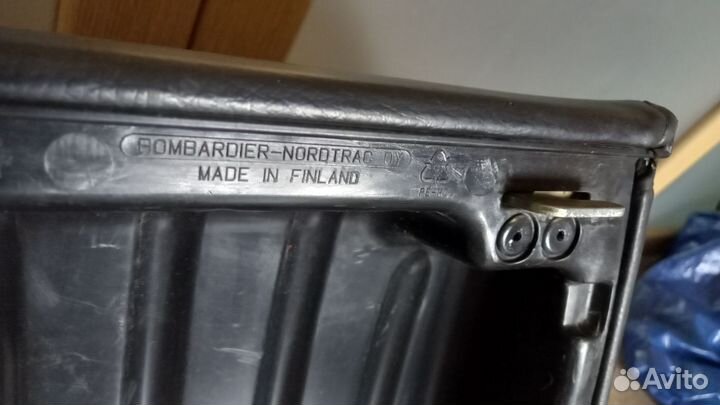 BOMBARDIER-NORDTRAC OY
MADE IN FINLAND
Avito